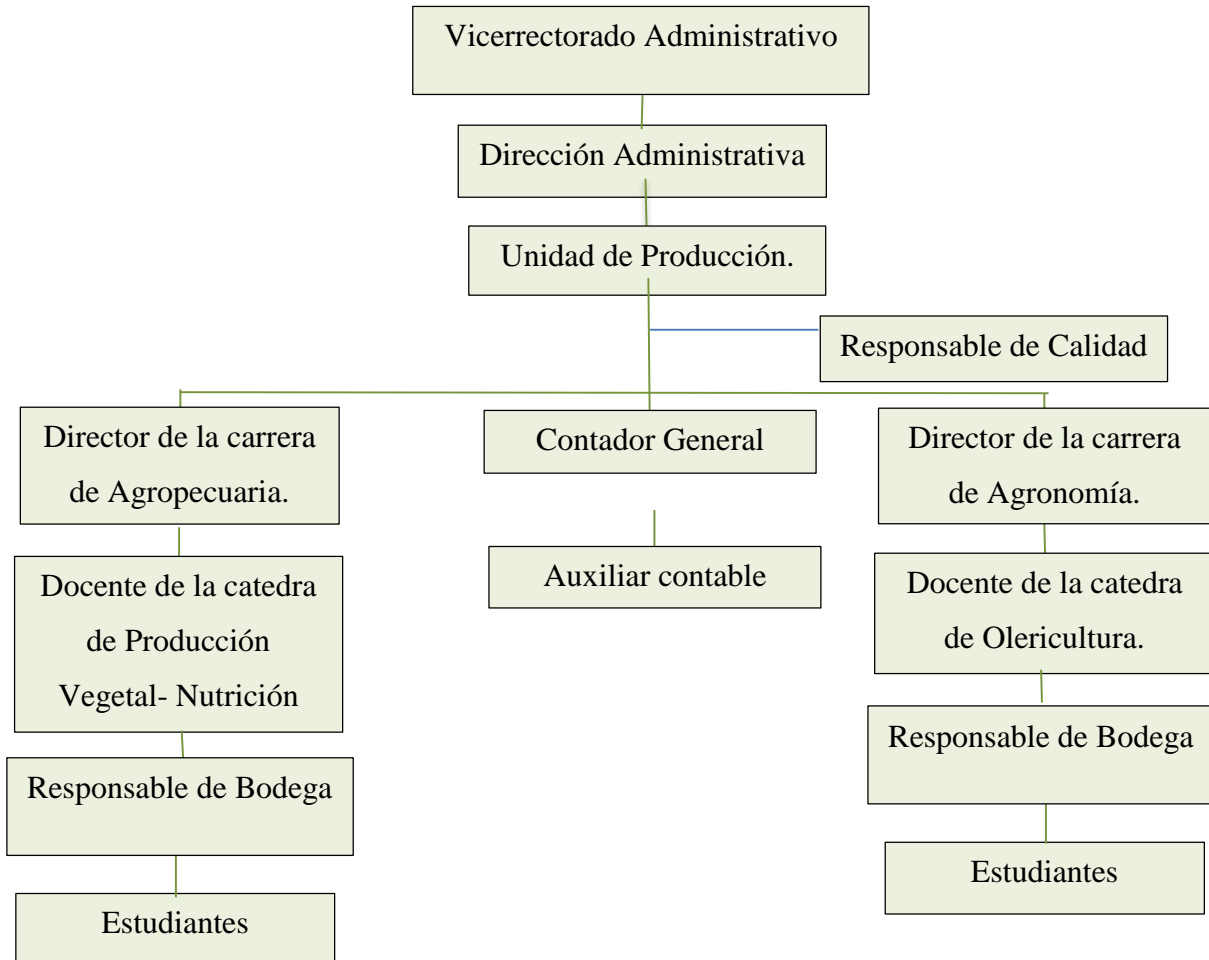 Vicerrectorado Administrativo
Dirección Administrativa
Unidad de Producción.
Responsable de Calidad
Director de la carrera
de Agropecuaria.
Contador General
Director de la carrera
de Agronomía.
Docente de la catedra
de Producción
Vegetal- Nutrición
Auxiliar contable
Docente de la catedra
de Olericultura.
Responsable de Bodega
Responsable de Bodega
Estudiantes
Estudiantes